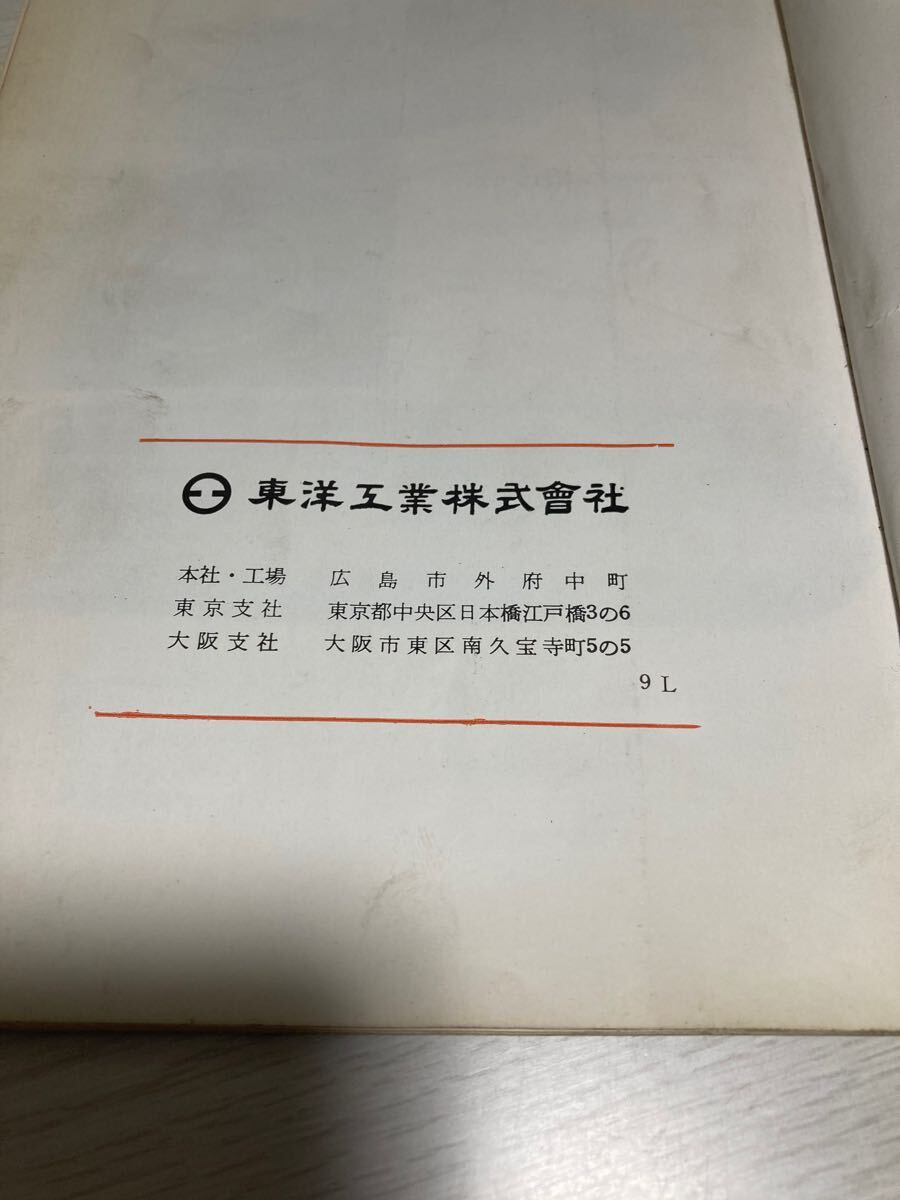 東洋工業株式會社
本社・工場 広島市外府中町
東京支社 東京都中央区日本橋江戸橋3の6
大阪支社 大阪市東区南久宝寺町5の5
9L